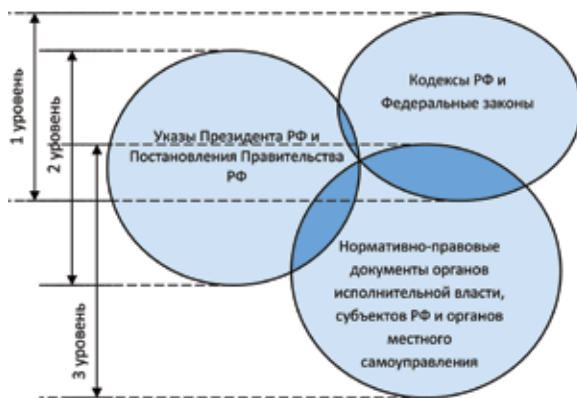 1 уровень
2 уровень
3 уровень
Указы Президента РФ и
Постановления Правительства
РФ
Кодексы РФ и
Федеральные законы
Нормативно-правовые
документы органов
исполнительной власти,
субъектов РФ и органов
местного
самоуправления